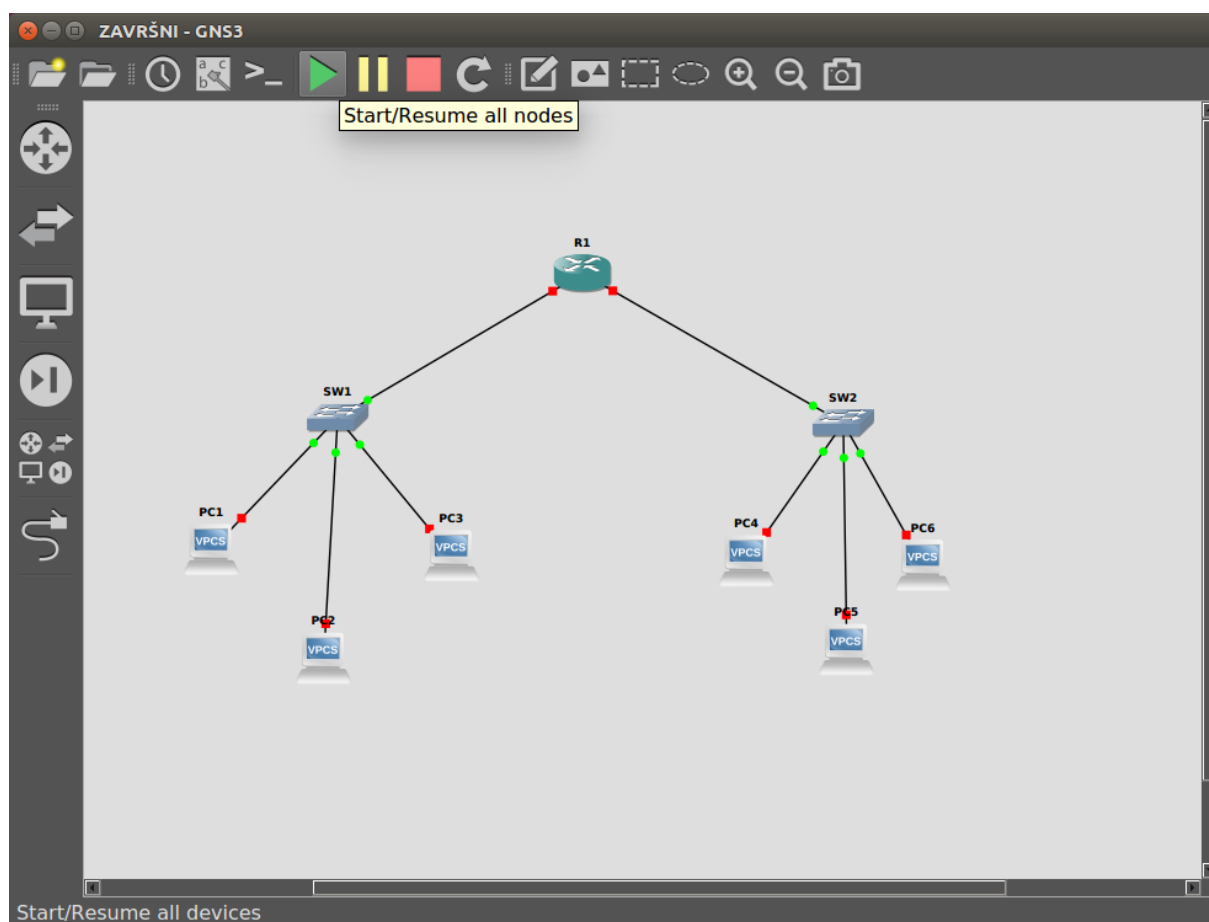 ZAVRŠNI - GNS3
a c
b
>_
Start/Resume all nodes
R1
SW1
SW2
PC1
VPCS
PC3
VPCS
PC4
VPCS
PC6
VPCS
PC2
VPCS
PC5
VPCS
Start/Resume all devices